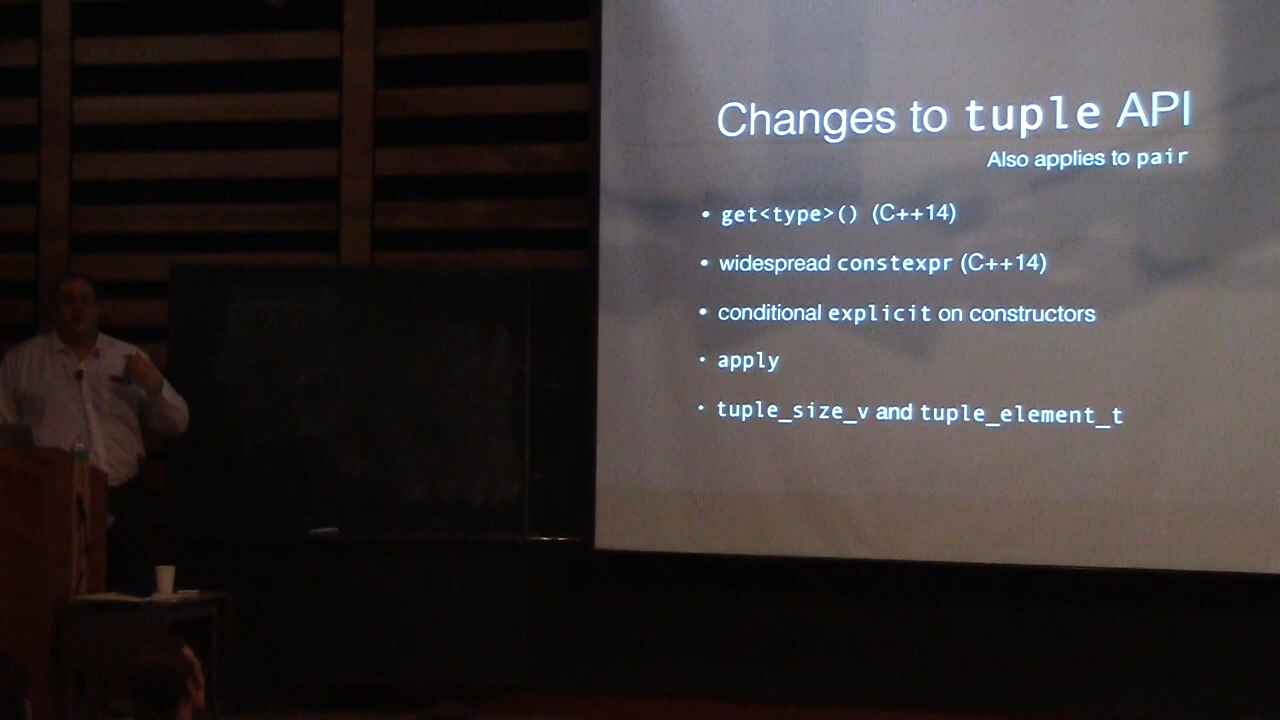 Changes to tuple API
Also applies to pair
• get<type>() (C++14)
• widespread constexpr (C++14)
• conditional explicit on constructors
• apply
• tuple_size_v and tuple_element_t